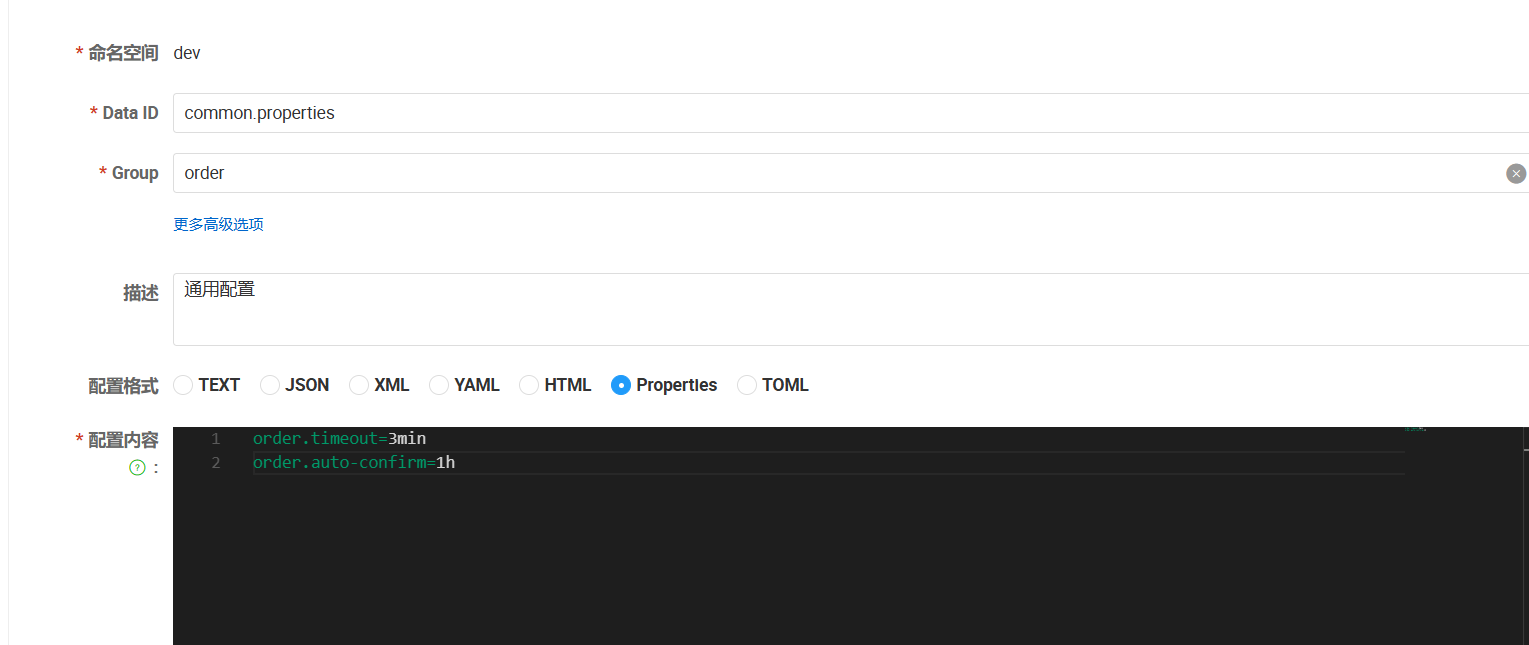 * 命名空间 dev
* Data ID common.properties
* Group order
更多高级选项
描述 通用配置
配置格式 TEXT JSON XML YAML HTML Properties TOML
* 配置内容 ? :
1 order.timeout=3min
2 order.auto-confirm=1h